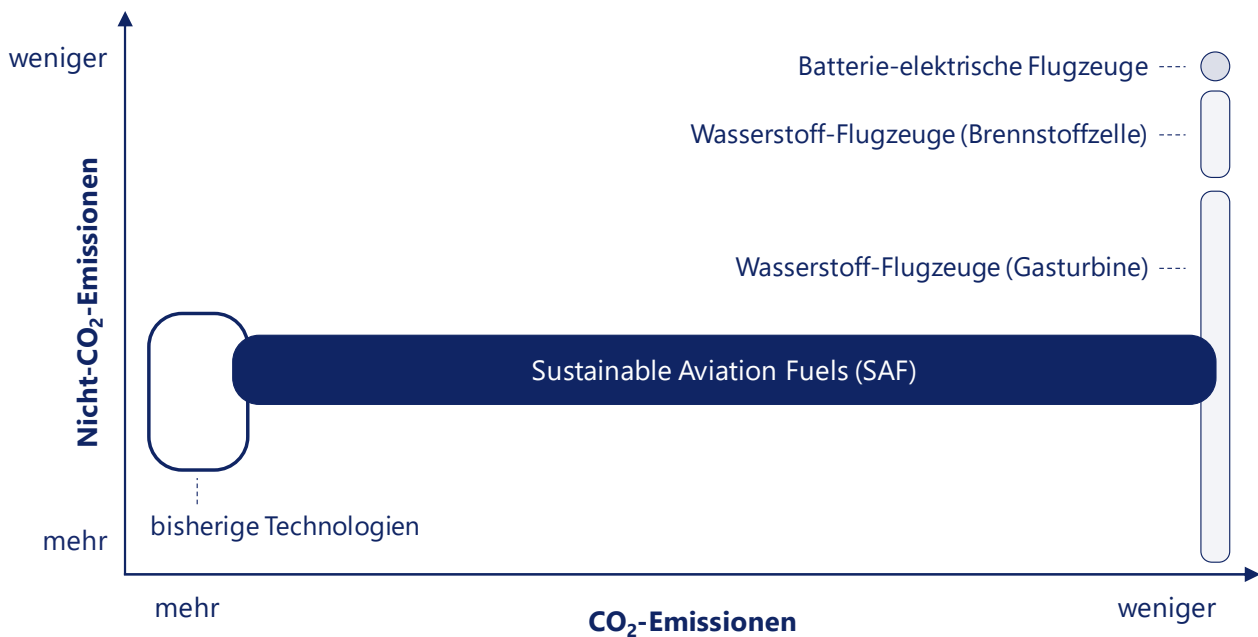 weniger
Batterie-elektrische Flugzeuge
Wasserstoff-Flugzeuge (Brennstoffzelle)
Nicht-CO₂-Emissionen
Wasserstoff-Flugzeuge (Gasturbine)
Sustainable Aviation Fuels (SAF)
bisherige Technologien
mehr
mehr
CO₂-Emissionen
weniger